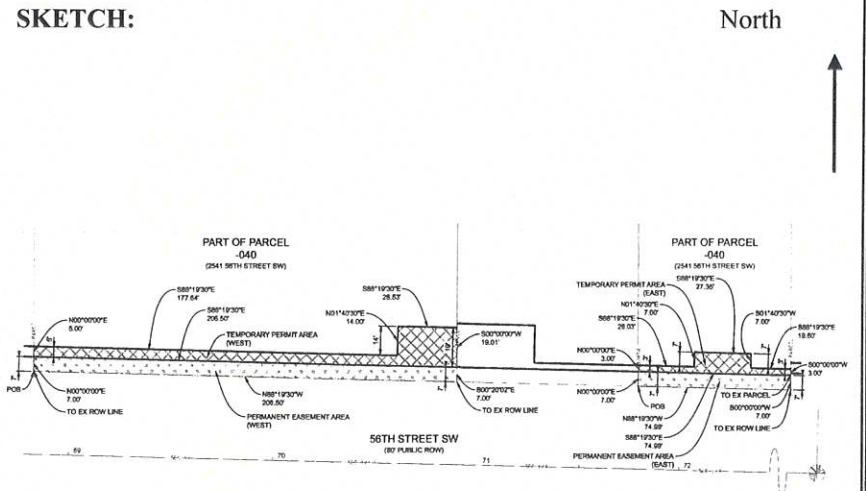 SKETCH:
North
PART OF PARCEL
-040
(2541 56TH STREET SW)
S88°19'30"E
177.64'
S88°19'30"E
206.50'
N00°00'00"E
5.00'
TEMPORARY PERMIT AREA
(WEST)
N01°40'30"E
14.00'
14'
S88°19'30"E
28.53'
S00°00'00"W
19.01'
5'
7'
POB
N00°00'00"E
7.00'
TO EX ROW LINE
N88°19'30"W
206.50'
PERMANENT EASEMENT AREA
(WEST)
7'
S00°20'02"E
7.00'
TO EX ROW LINE
56TH STREET SW
(80' PUBLIC ROW)
PART OF PARCEL
-040
(2541 56TH STREET SW)
S88°19'30"E
27.36'
TEMPORARY PERMIT AREA
(EAST)
N01°40'30"E
7.00'
S88°19'30"E
28.03'
S01°40'30"W
7.00'
S88°19'30"E
19.60'
N00°00'00"E
3.00'
S00°00'00"W
3.00'
N00°00'00"E
7.00'
POB
TO EX PARCEL
S00°00'00"W
7.00'
TO EX ROW LINE
N88°19'30"W
74.99'
S88°19'30"E
74.99'
PERMANENT EASEMENT AREA
(EAST)
69
70
71
72